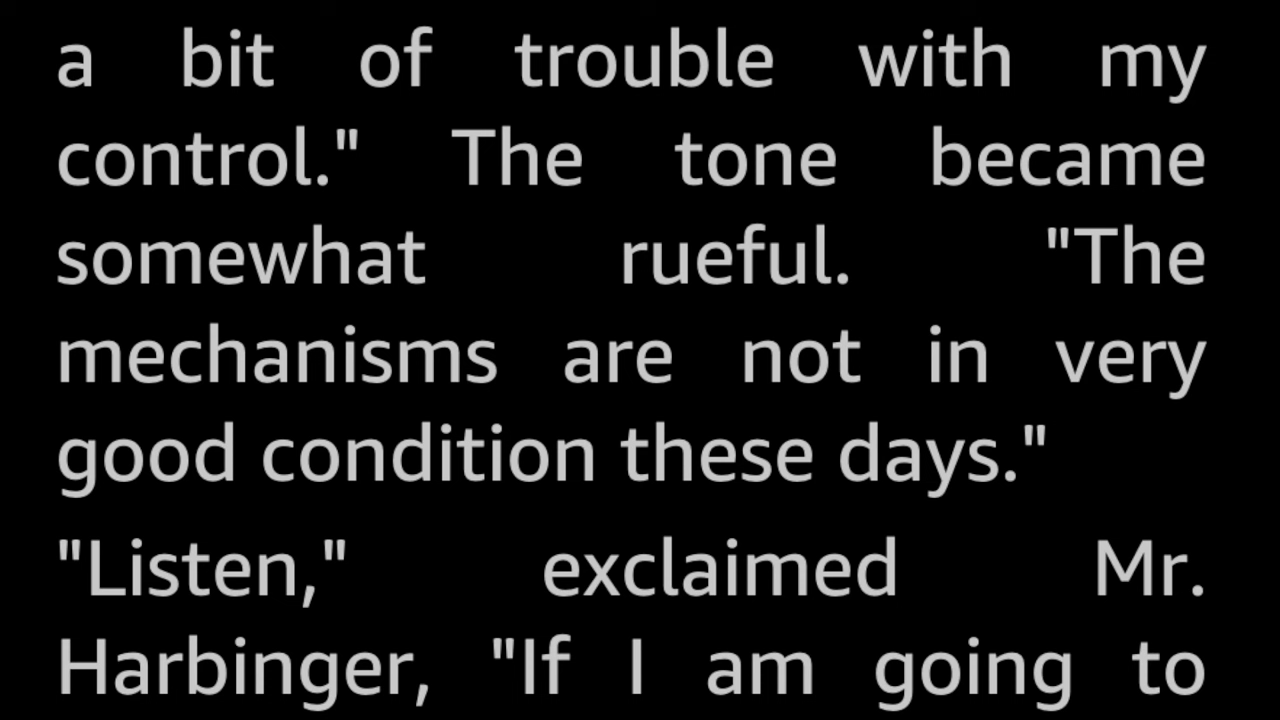 a bit of trouble with my
control." The tone became
somewhat rueful. "The
mechanisms are not in very
good condition these days."
"Listen," exclaimed Mr.
Harbinger, "If I am going to